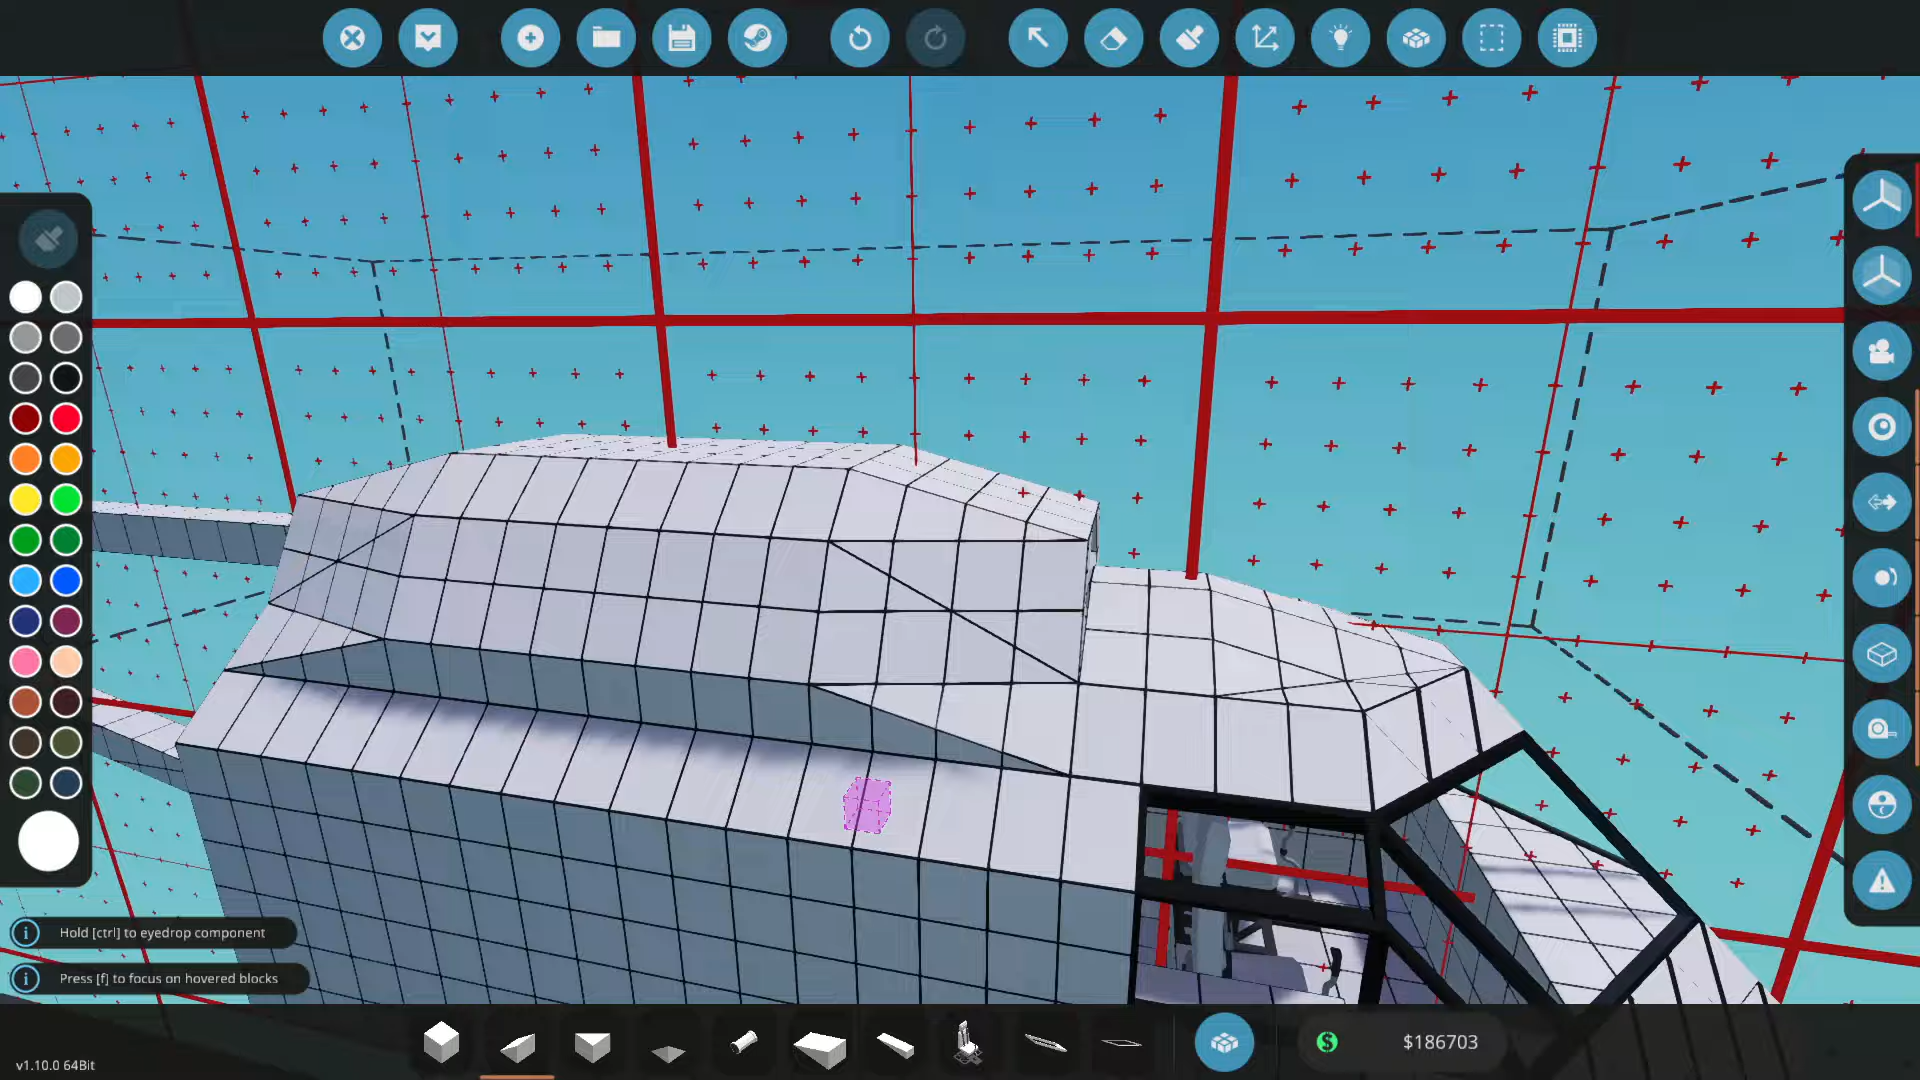 Hold [ctrl] to eyedrop component
Press [f] to focus on hovered blocks
$ $186703
v1.10.0 64Bit